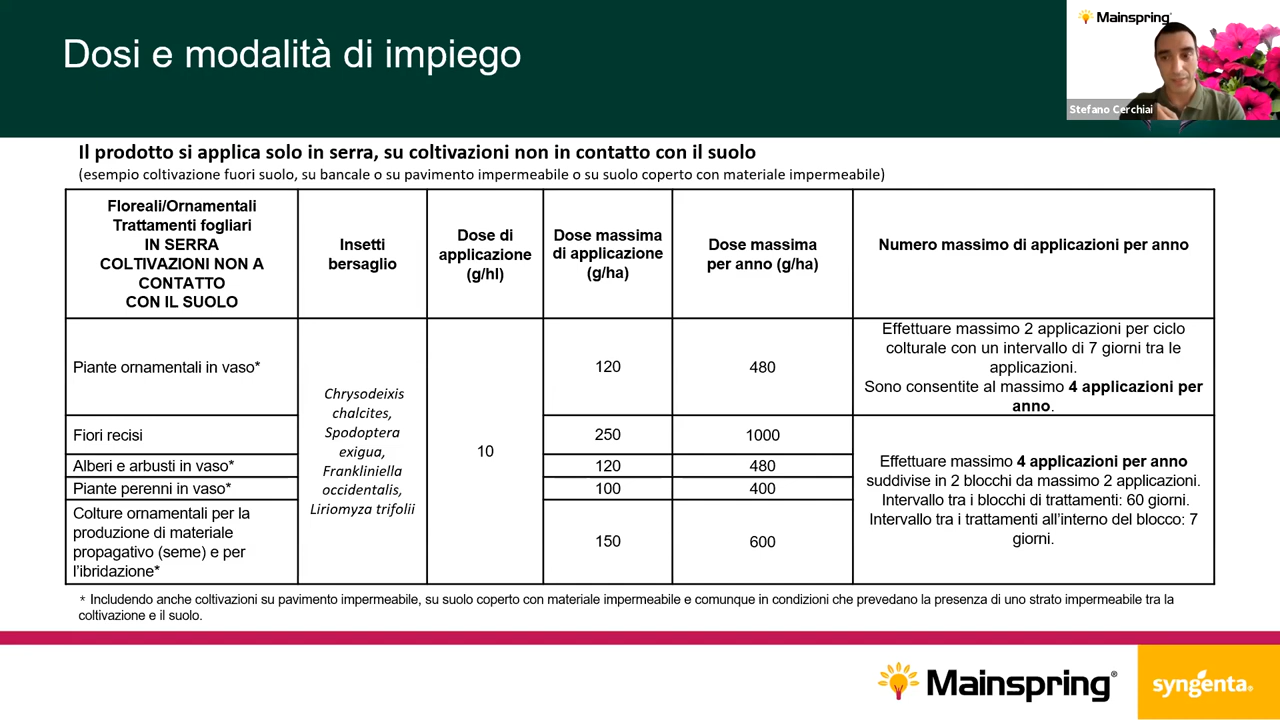 Dosi e modalità di impiego
Mainspring
Stefano Cerchiai
Il prodotto si applica solo in serra, su coltivazioni non in contatto con il suolo
(esempio coltivazione fuori suolo, su bancale o su pavimento impermeabile o su suolo coperto con materiale impermeabile)
Floreali/Ornamentali
Trattamenti fogliari
IN SERRA
COLTIVAZIONI NON A
CONTATTO
CON IL SUOLO
Insetti
bersaglio
Dose di
applicazione
(g/hl)
Dose massima
di applicazione
(g/ha)
Dose massima
per anno (g/ha)
Numero massimo di applicazioni per anno
Piante ornamentali in vaso*
Chrysodeixis
chalcites,
Spodoptera
exigua,
Frankliniella
occidentalis,
Liriomyza trifolii
10
120
480
Effettuare massimo 2 applicazioni per ciclo
colturale con un intervallo di 7 giorni tra le
applicazioni.
Sono consentite al massimo 4 applicazioni per
anno.
Fiori recisi
250
1000
Effettuare massimo 4 applicazioni per anno
suddivise in 2 blocchi da massimo 2 applicazioni.
Intervallo tra i blocchi di trattamenti: 60 giorni.
Intervallo tra i trattamenti all’interno del blocco: 7
giorni.
Alberi e arbusti in vaso*
120
480
Piante perenni in vaso*
100
400
Colture ornamentali per la
produzione di materiale
propagativo (seme) e per
l’ibridazione*
150
600
* Includendo anche coltivazioni su pavimento impermeabile, su suolo coperto con materiale impermeabile e comunque in condizioni che prevedano la presenza di uno strato impermeabile tra la
coltivazione e il suolo.
Mainspring®
syngenta®